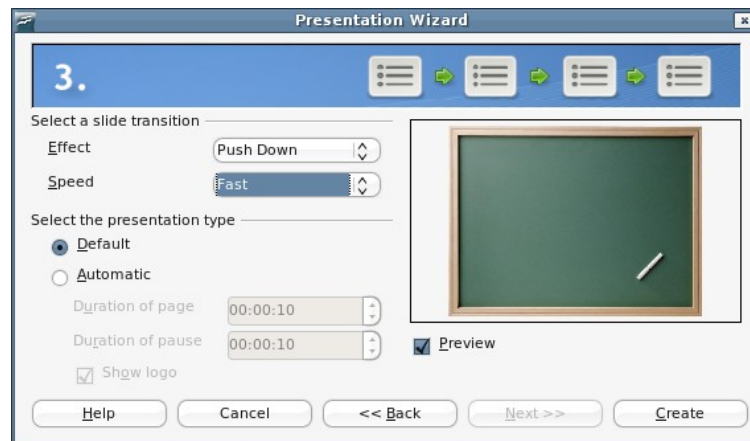 Presentation Wizard
3.
Select a slide transition
Effect Push Down
Speed Fast
Select the presentation type
Default
Automatic
Duration of page 00:00:10
Duration of pause 00:00:10
Show logo
Preview
Help Cancel << Back Next >> Create